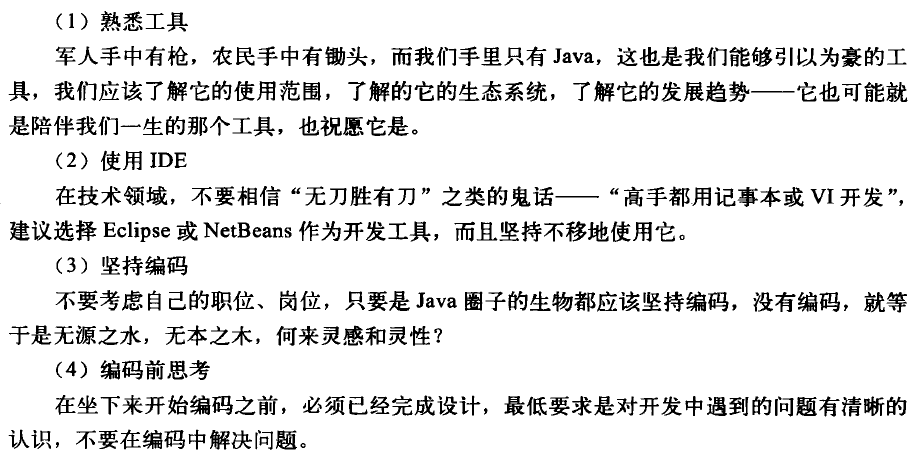 （1）熟悉工具
军人手中有枪，农民手中有锄头，而我们手里只有 Java，这也是我们能够引以为豪的工
具，我们应该了解它的使用范围，了解的它的生态系统，了解它的发展趋势——它也可能就
是陪伴我们一生的那个工具，也祝愿它是。
（2）使用 IDE
在技术领域，不要相信“无刀胜有刀”之类的鬼话——“高手都用记事本或 VI 开发”，
建议选择 Eclipse 或 NetBeans 作为开发工具，而且坚持不移地使用它。
（3）坚持编码
不要考虑自己的职位、岗位，只要是 Java 圈子的生物都应该坚持编码，没有编码，就等
于是无源之水，无本之木，何来灵感和灵性？
（4）编码前思考
在坐下来开始编码之前，必须已经完成设计，最低要求是对开发中遇到的问题有清晰的
认识，不要在编码中解决问题。